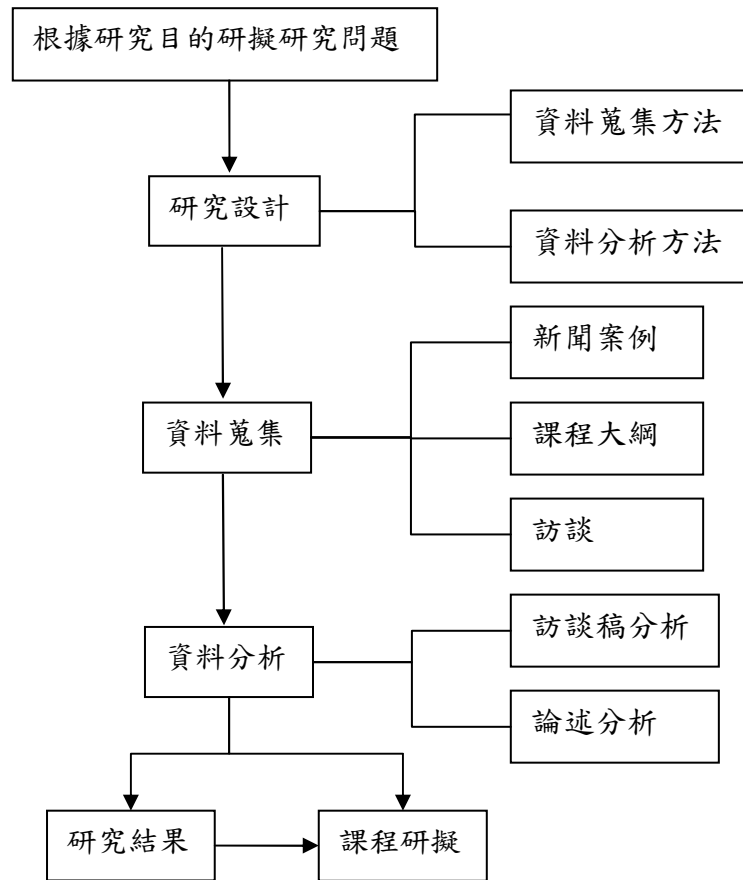 根據研究目的研擬研究問題
資料蒐集方法
研究設計
資料分析方法
新聞案例
資料蒐集
課程大綱
訪談
訪談稿分析
資料分析
論述分析
研究結果
課程研擬